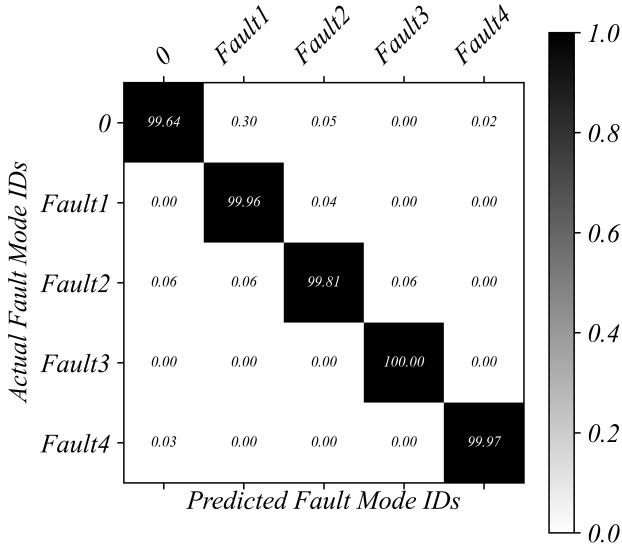 0 Fault1 Fault2 Fault3 Fault4
1.0
0 99.64 0.30 0.05 0.00 0.02
0.8
Fault1 0.00 99.96 0.04 0.00 0.00
0.6
Fault2 0.06 0.06 99.81 0.06 0.00
Actual Fault Mode IDs
0.4
Fault3 0.00 0.00 0.00 100.00 0.00
0.2
Fault4 0.03 0.00 0.00 0.00 99.97
Predicted Fault Mode IDs
0.0